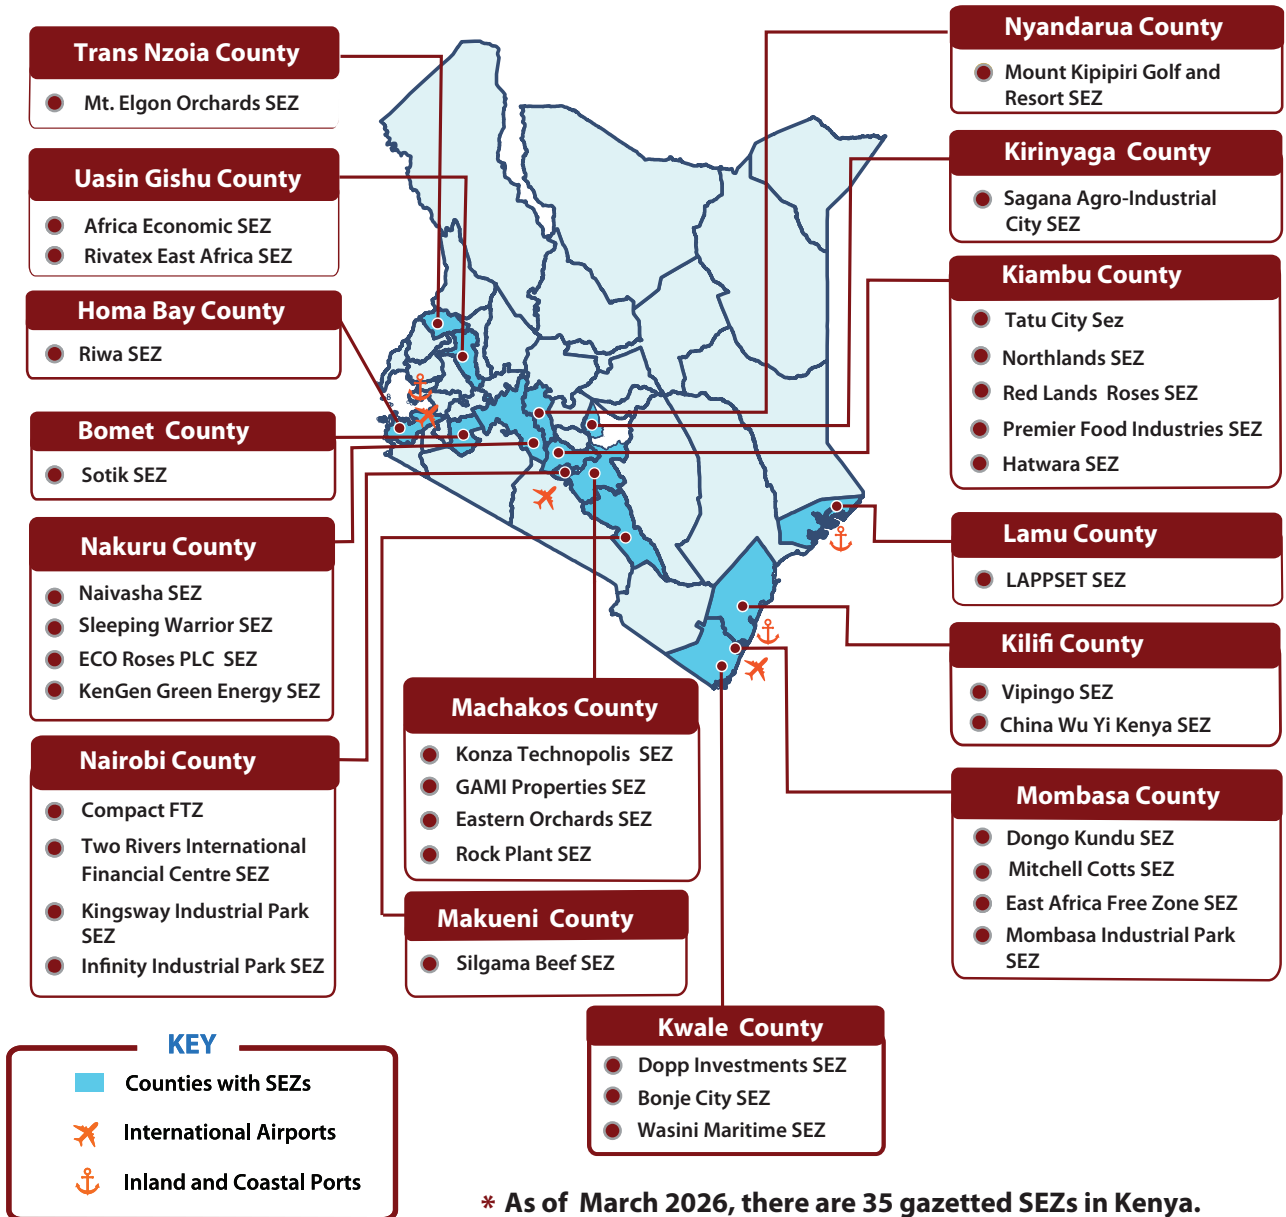 Trans Nzoia County
Mt. Elgon Orchards SEZ
Uasin Gishu County
Africa Economic SEZ
Rivatex East Africa SEZ
Homa Bay County
Riwa SEZ
Bomet County
Sotik SEZ
Nakuru County
Naivasha SEZ
Sleeping Warrior SEZ
ECO Roses PLC SEZ
KenGen Green Energy SEZ
Nairobi County
Compact FTZ
Two Rivers International
Financial Centre SEZ
Kingsway Industrial Park
SEZ
Infinity Industrial Park SEZ
Machakos County
Konza Technopolis SEZ
GAMI Properties SEZ
Eastern Orchards SEZ
Rock Plant SEZ
Makueni County
Silgama Beef SEZ
Kwale County
Dopp Investments SEZ
Bonje City SEZ
Wasini Maritime SEZ
Nyandarua County
Mount Kipipiri Golf and
Resort SEZ
Kirinyaga County
Sagana Agro-Industrial
City SEZ
Kiambu County
Tatu City Sez
Northlands SEZ
Red Lands Roses SEZ
Premier Food Industries SEZ
Hatwara SEZ
Lamu County
LAPPSET SEZ
Kilifi County
Vipingo SEZ
China Wu Yi Kenya SEZ
Mombasa County
Dongo Kundu SEZ
Mitchell Cotts SEZ
East Africa Free Zone SEZ
Mombasa Industrial Park
SEZ
KEY
Counties with SEZs
International Airports
Inland and Coastal Ports
* As of March 2026, there are 35 gazetted SEZs in Kenya.